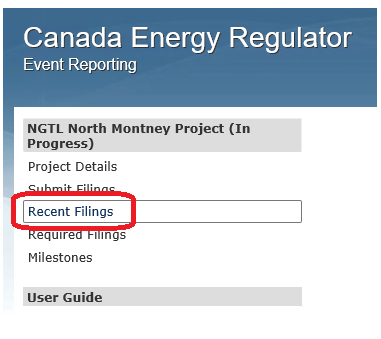 Canada Energy Regulator
Event Reporting
NGTL North Montney Project (In
Progress)
Project Details
Submit Filings
Recent Filings
Required Filings
Milestones
User Guide